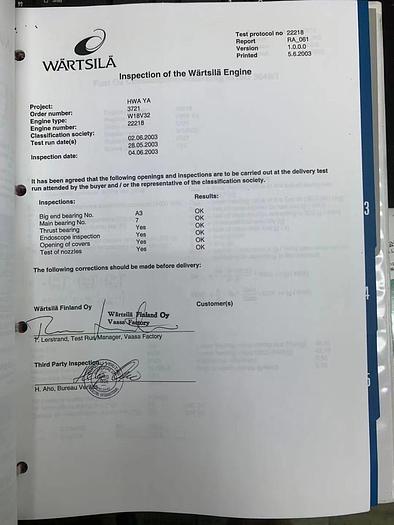 Test protocol no 22218
Report RA_061
Version 1.0.0.0
Printed 5.6.2003
WÄRTSILÄ
Inspection of the Wärtsilä Engine
Project: HWA YA
Order number: 3721
Engine type: W18V32
Engine number: 22218
Classification society:
Test run date(s) 02.06.2003
28.05.2003
Inspection date: 04.06.2003
It has been agreed that the following openings and inspections are to be carried out at the delivery test
run attended by the buyer and / or the representative of the classification society.
Inspections: Results:
Big end bearing No. A3 OK
Main bearing No. 7 OK
Thrust bearing Yes OK
Endoscope inspection Yes OK
Opening of covers Yes OK
Test of nozzles Yes OK
The following corrections should be made before delivery:
Wärtsilä Finland Oy Customer(s)
Wärtsilä Finland Oy
Vaasa Factory
Lerstrand, Test Run Manager, Vaasa Factory
Third Party Inspection
H. Aho, Bureau Veritas
3
4
5